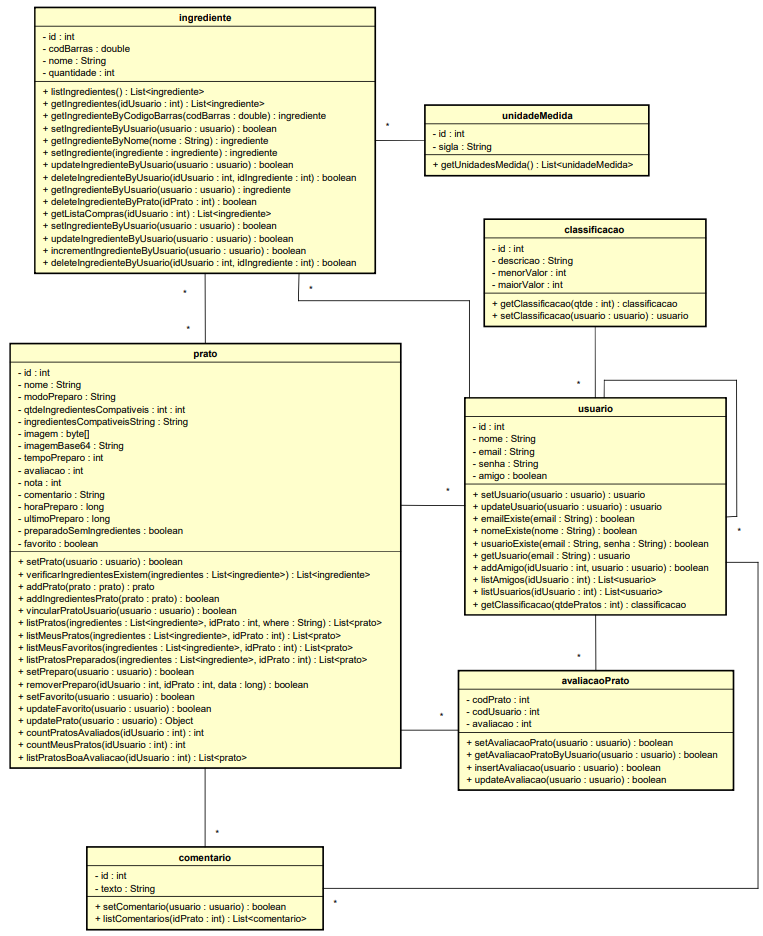 ingrediente
- id : int
- codBarras : double
- nome : String
- quantidade : int
+ listIngredientes() : List<ingrediente>
+ getIngredientes(idUsuario : int) : List<ingrediente>
+ getIngredienteByCodigoBarras(codBarras : double) : ingrediente
+ setIngredienteByUsuario(usuario : usuario) : boolean
+ getIngredienteByNome(nome : String) : ingrediente
+ setIngrediente(ingrediente : ingrediente) : ingrediente
+ updateIngredienteByUsuario(usuario : usuario) : boolean
+ deleteIngredienteByUsuario(idUsuario : int, idIngrediente : int) : boolean
+ getIngredienteByUsuario(usuario : usuario) : ingrediente
+ deleteIngredienteByPrato(idPrato : int) : boolean
+ getListaCompras(idUsuario : int) : List<ingrediente>
+ setIngredienteByUsuario(usuario : usuario) : boolean
+ updateIngredienteByUsuario(usuario : usuario) : boolean
+ incrementIngredienteByUsuario(usuario : usuario) : boolean
+ deleteIngredienteByUsuario(idUsuario : int, idIngrediente : int) : boolean
*
unidadeMedida
- id : int
- sigla : String
+ getUnidadesMedida() : List<unidadeMedida>
classificacao
- id : int
- descricao : String
- menorValor : int
- maiorValor : int
+ getClassificacao(qtde : int) : classificacao
+ setClassificacao(usuario : usuario) : usuario
*
*
*
*
prato
- id : int
- nome : String
- modoPreparo : String
- qtdeIngredientesCompativeis : int : int
- ingredientesCompativeisString : String
- imagem : byte[]
- imagemBase64 : String
- tempoPreparo : int
- avaliacao : int
- nota : int
- comentario : String
- horaPreparo : long
- ultimoPreparo : long
- preparadoSemIngredientes : boolean
- favorito : boolean
+ setPrato(usuario : usuario) : boolean
+ verificarIngredientesExistem(ingredientes : List<ingrediente>) : List<ingrediente>
+ addPrato(prato : prato) : prato
+ addIngredientesPrato(prato : prato) : boolean
+ vincularPratoUsuario(usuario : usuario) : boolean
+ listPratos(ingredientes : List<ingrediente>, idPrato : int, where : String) : List<prato>
+ listMeusPratos(ingredientes : List<ingrediente>, idPrato : int) : List<prato>
+ listMeusFavoritos(ingredientes : List<ingrediente>, idPrato : int) : List<prato>
+ listPratosPreparados(ingredientes : List<ingrediente>, idPrato : int) : List<prato>
+ setPreparo(usuario : usuario) : boolean
+ removerPreparo(idUsuario : int, idPrato : int, data : long) : boolean
+ setFavorito(usuario : usuario) : boolean
+ updateFavorito(usuario : usuario) : boolean
+ updatePrato(usuario : usuario) : Object
+ countPratosAvaliados(idUsuario : int) : int
+ countMeusPratos(idUsuario : int) : int
+ listPratosBoaAvaliacao(idUsuario : int) : List<prato>
*
usuario
- id : int
- nome : String
- email : String
- senha : String
- amigo : boolean
+ setUsuario(usuario : usuario) : usuario
+ updateUsuario(usuario : usuario) : usuario
+ emailExiste(email : String) : boolean
+ nomeExiste(nome : String) : boolean
+ usuarioExiste(email : String, senha : String) : boolean
+ getUsuario(email : String) : usuario
+ addAmigo(idUsuario : int, usuario : usuario) : boolean
+ listAmigos(idUsuario : int) : List<usuario>
+ listUsuarios(idUsuario : int) : List<usuario>
+ getClassificacao(qtdePratos : int) : classificacao
*
*
*
avaliacaoPrato
- codPrato : int
- codUsuario : int
- avaliacao : int
+ setAvaliacaoPrato(usuario : usuario) : boolean
+ getAvaliacaoPratoByUsuario(usuario : usuario) : boolean
+ insertAvaliacao(usuario : usuario) : boolean
+ updateAvaliacao(usuario : usuario) : boolean
*
comentario
- id : int
- texto : String
+ setComentario(usuario : usuario) : boolean
+ listComentarios(idPrato : int) : List<comentario>
*